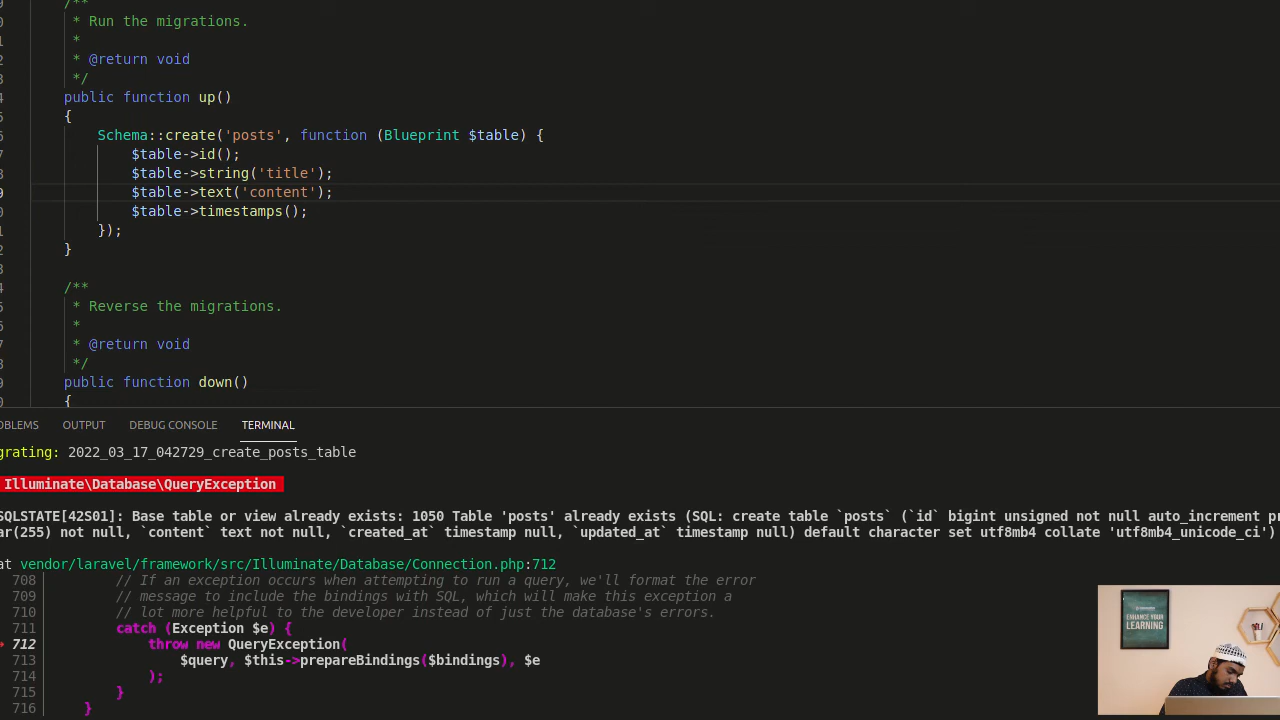 /**
* Run the migrations.
*
* @return void
*/
public function up()
{
Schema::create('posts', function (Blueprint $table) {
$table->id();
$table->string('title');
$table->text('content');
$table->timestamps();
});
}
/**
* Reverse the migrations.
*
* @return void
*/
public function down()
{
OBLEMS OUTPUT DEBUG CONSOLE TERMINAL
grating: 2022_03_17_042729_create_posts_table
Illuminate\Database\QueryException
SQLSTATE[42S01]: Base table or view already exists: 1050 Table 'posts' already exists (SQL: create table `posts` (`id` bigint unsigned not null auto_increment pr
ar(255) not null, `content` text not null, `created_at` timestamp null, `updated_at` timestamp null) default character set utf8mb4 collate 'utf8mb4_unicode_ci')
at vendor/laravel/framework/src/Illuminate/Database/Connection.php:712
708 // If an exception occurs when attempting to run a query, we'll format the error
709 // message to include the bindings with SQL, which will make this exception a
710 // lot more helpful to the developer instead of just the database's errors.
711 catch (Exception $e) {
712 throw new QueryException(
713 $query, $this->prepareBindings($bindings), $e
714 );
715 }
716 }
ENHANCE YOUR
LEARNING